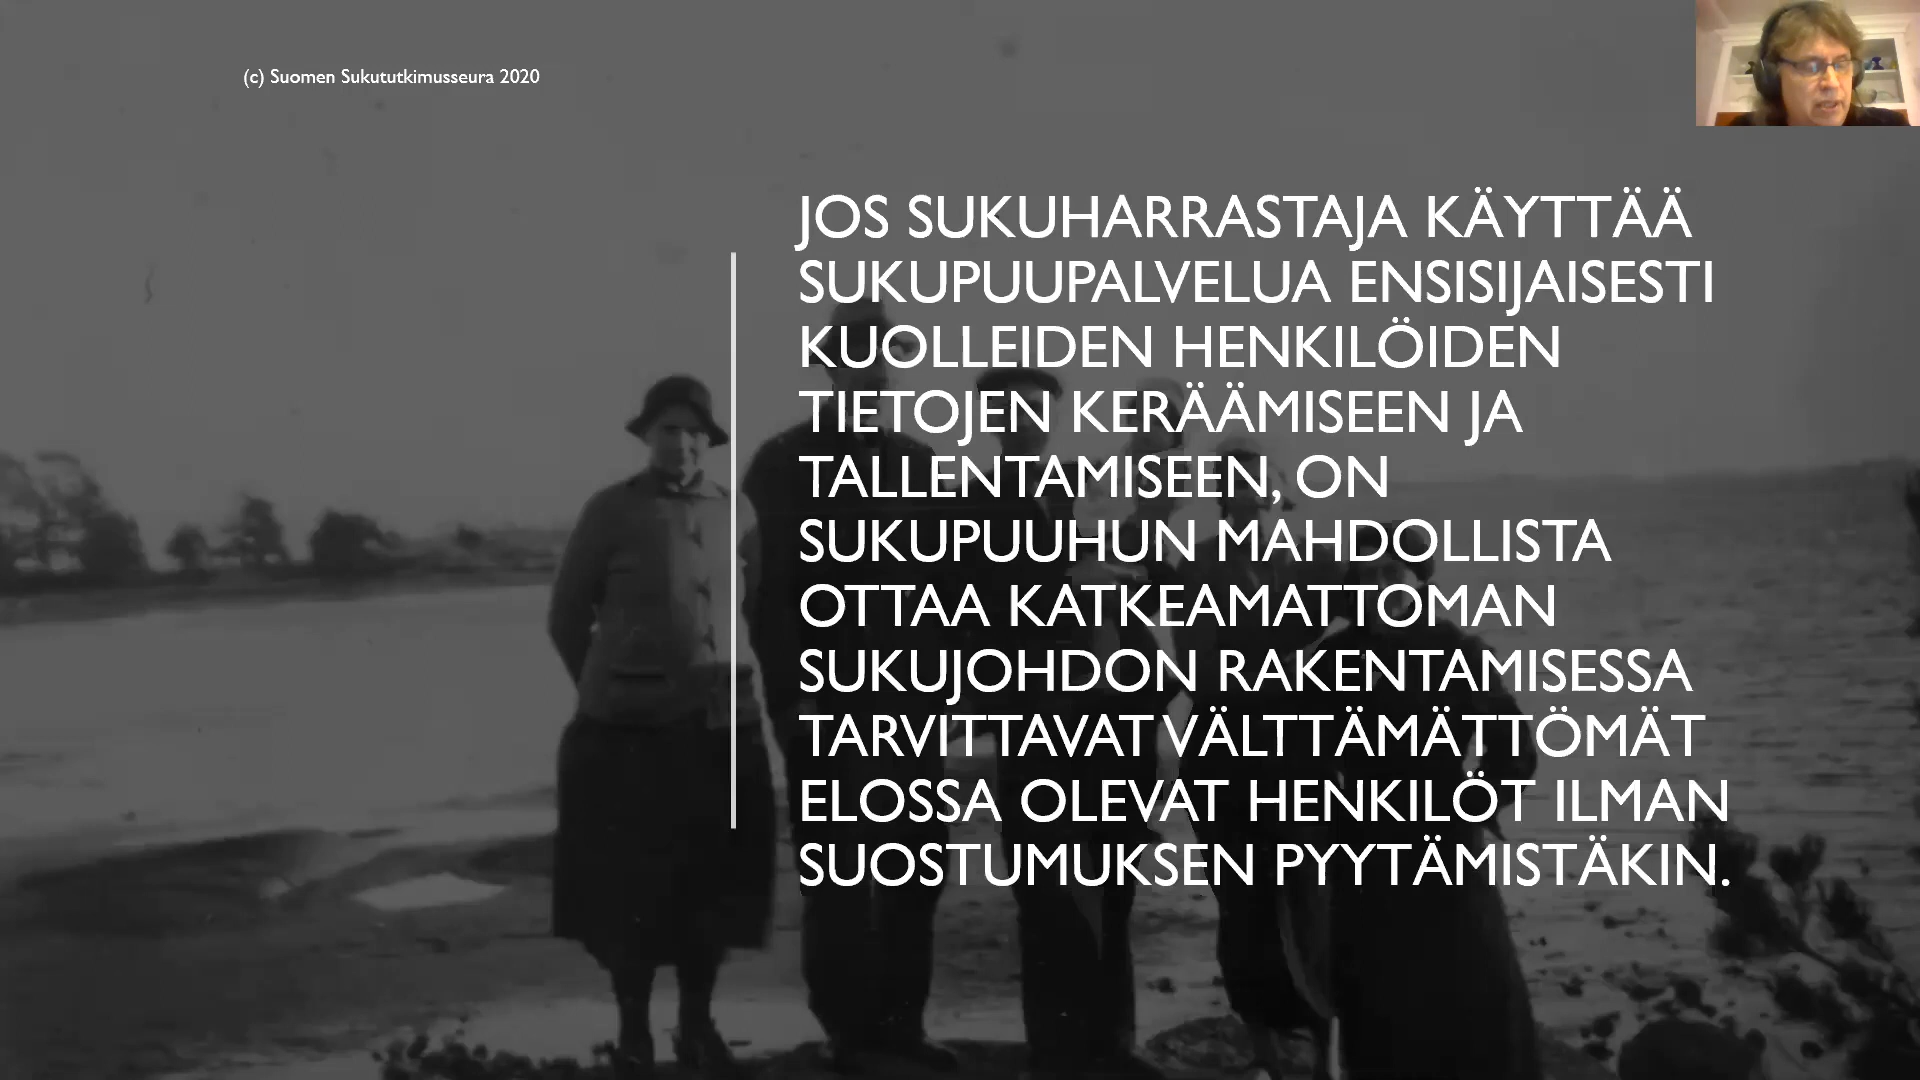 (c) Suomen Sukututkimusseura 2020
JOS SUKUHARRASTAJA KÄYTTÄÄ
SUKUPUUPALVELUA ENSISIJAISESTI
KUOLLEIDEN HENKILÖIDEN
TIETOJEN KERÄÄMISEEN JA
TALLENTAMISEEN, ON
SUKUPUUHUN MAHDOLLISTA
OTTAA KATKEAMATTOMAN
SUKUJOHDON RAKENTAMISESSA
TARVITTAVAT VÄLTTÄMÄTTÖMÄT
ELOSSA OLEVAT HENKILÖT ILMAN
SUOSTUMUKSEN PYYTÄMISTÄKIN.